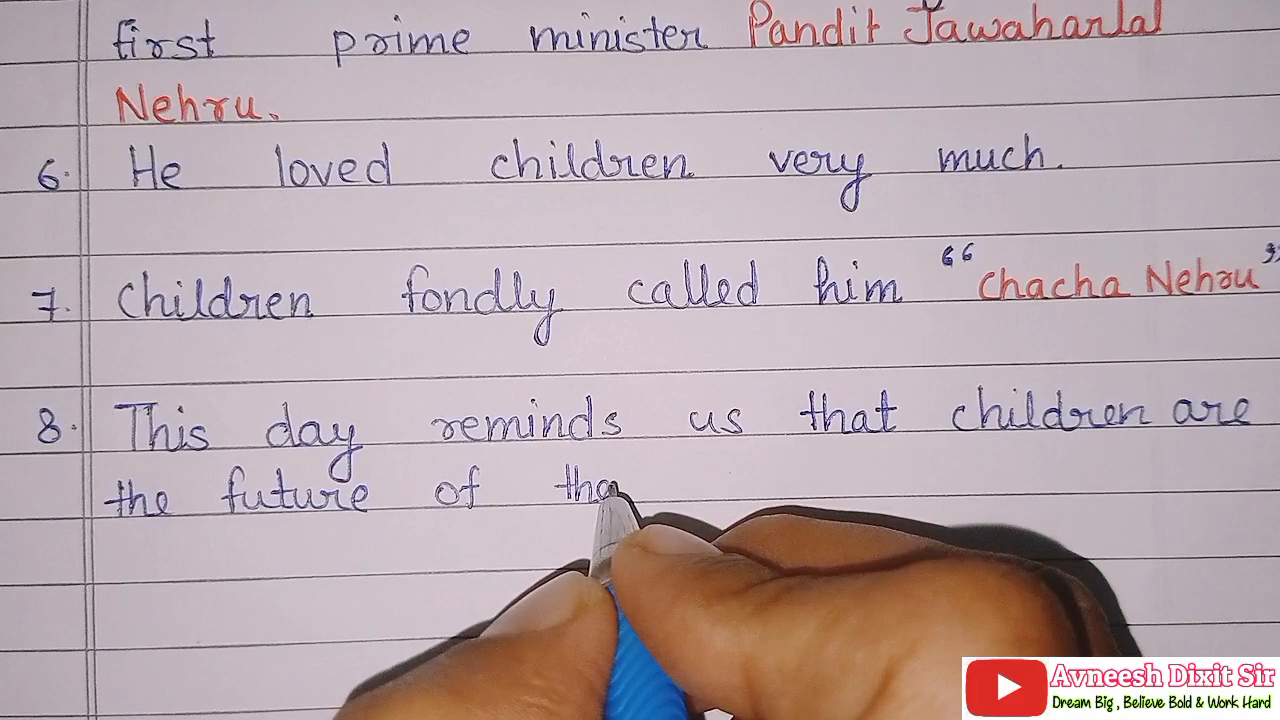 first prime minister Pandit Jawaharlal
Nehru.
6. He loved children very much.
7. Children fondly called him “Chacha Nehru”
8. This day reminds us that children are
the future of
Avneesh Dixit Sir
Dream Big , Believe Bold & Work Hard